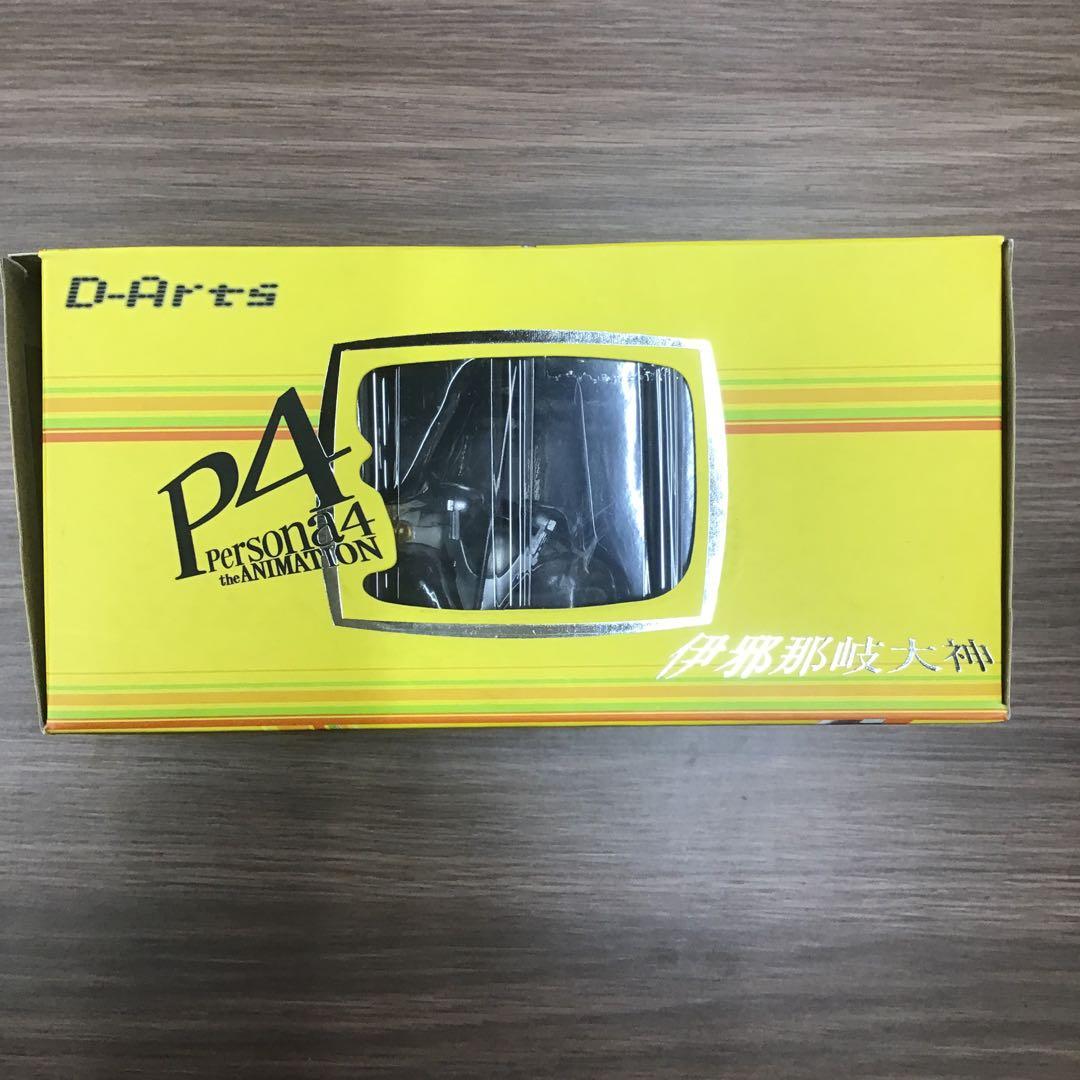 D-Arts
P4
Persona4
the ANIMATION
伊邪那岐大神